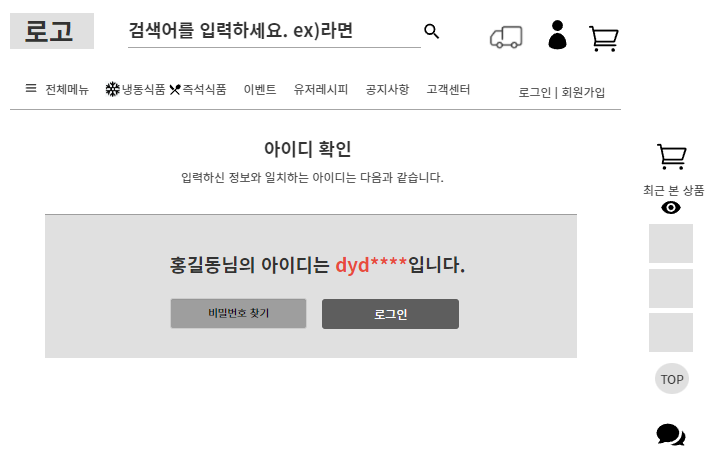 로고
검색어를 입력하세요. ex)라면
전체메뉴 냉동식품 즉석식품 이벤트 유저레시피 공지사항 고객센터
로그인 | 회원가입
아이디 확인
입력하신 정보와 일치하는 아이디는 다음과 같습니다.
홍길동님의 아이디는 dyd****입니다.
비밀번호 찾기
로그인
최근 본 상품
TOP